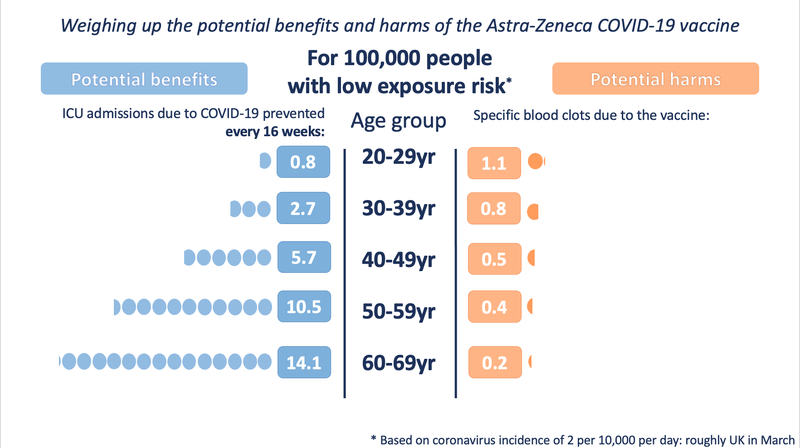 Weighing up the potential benefits and harms of the Astra-Zeneca COVID-19 vaccine
For 100,000 people
with low exposure risk*
Potential benefits
Potential harms
ICU admissions due to COVID-19 prevented
every 16 weeks:
Age group
Specific blood clots due to the vaccine:
0.8 20-29yr 1.1
2.7 30-39yr 0.8
5.7 40-49yr 0.5
10.5 50-59yr 0.4
14.1 60-69yr 0.2
* Based on coronavirus incidence of 2 per 10,000 per day: roughly UK in March